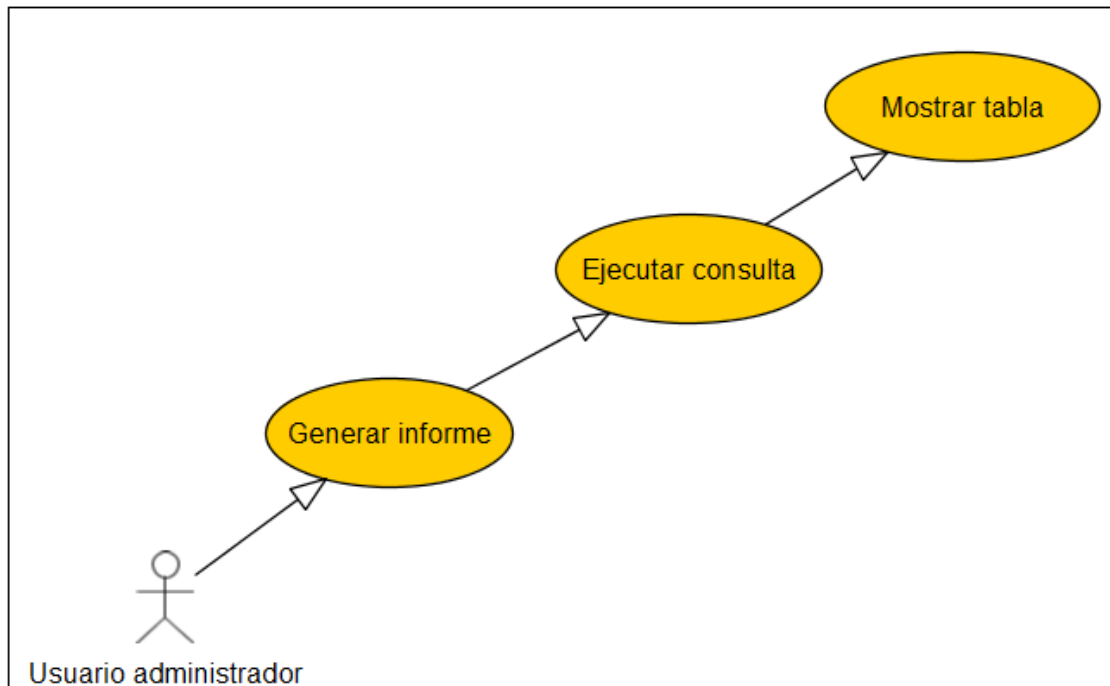 Mostrar tabla
Ejecutar consulta
Generar informe
Usuario administrador